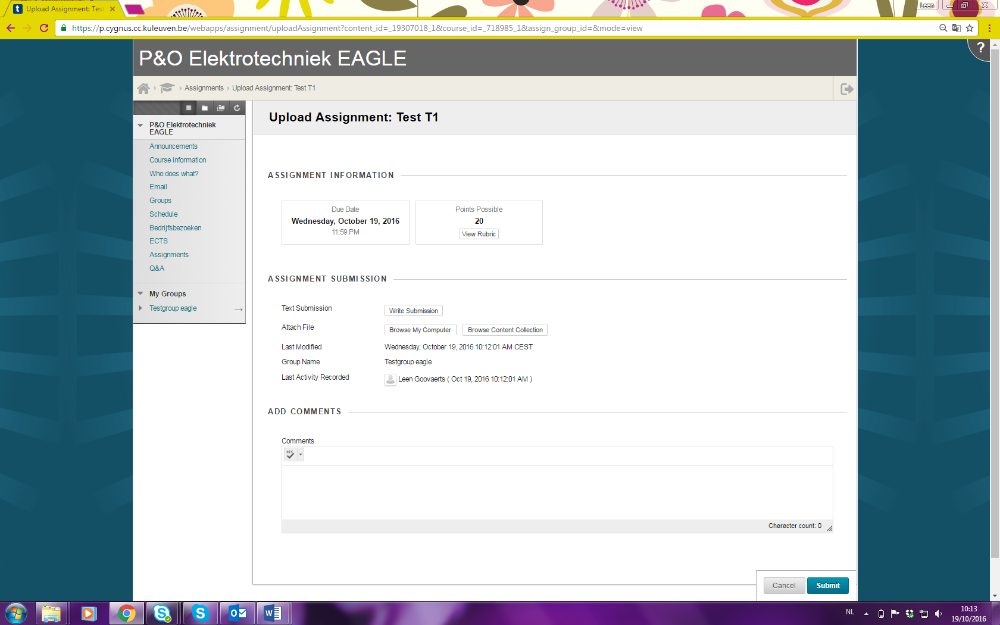 Upload Assignment: Test
Leen
https://p.cygnus.cc.kuleuven.be/webapps/assignment/uploadAssignment?content_id=_19307018_1&course_id=_718985_1&assign_group_id=&mode=view
P&O Elektrotechniek EAGLE
?
Assignments › Upload Assignment: Test T1
P&O Elektrotechniek
EAGLE
Announcements
Course information
Who does what?
Email
Groups
Schedule
Bedrijfsbezoeken
ECTS
Assignments
Q&A
My Groups
Testgroup eagle
Upload Assignment: Test T1
ASSIGNMENT INFORMATION
Due Date
Wednesday, October 19, 2016
11:59 PM
Points Possible
20
View Rubric
ASSIGNMENT SUBMISSION
Text Submission
Write Submission
Attach File
Browse My Computer
Browse Content Collection
Last Modified
Wednesday, October 19, 2016 10:12:01 AM CEST
Group Name
Testgroup eagle
Last Activity Recorded
Leen Goovaerts ( Oct 19, 2016 10:12:01 AM )
ADD COMMENTS
Comments
ABC
Character count: 0
Cancel
Submit
NL
10:13
19/10/2016